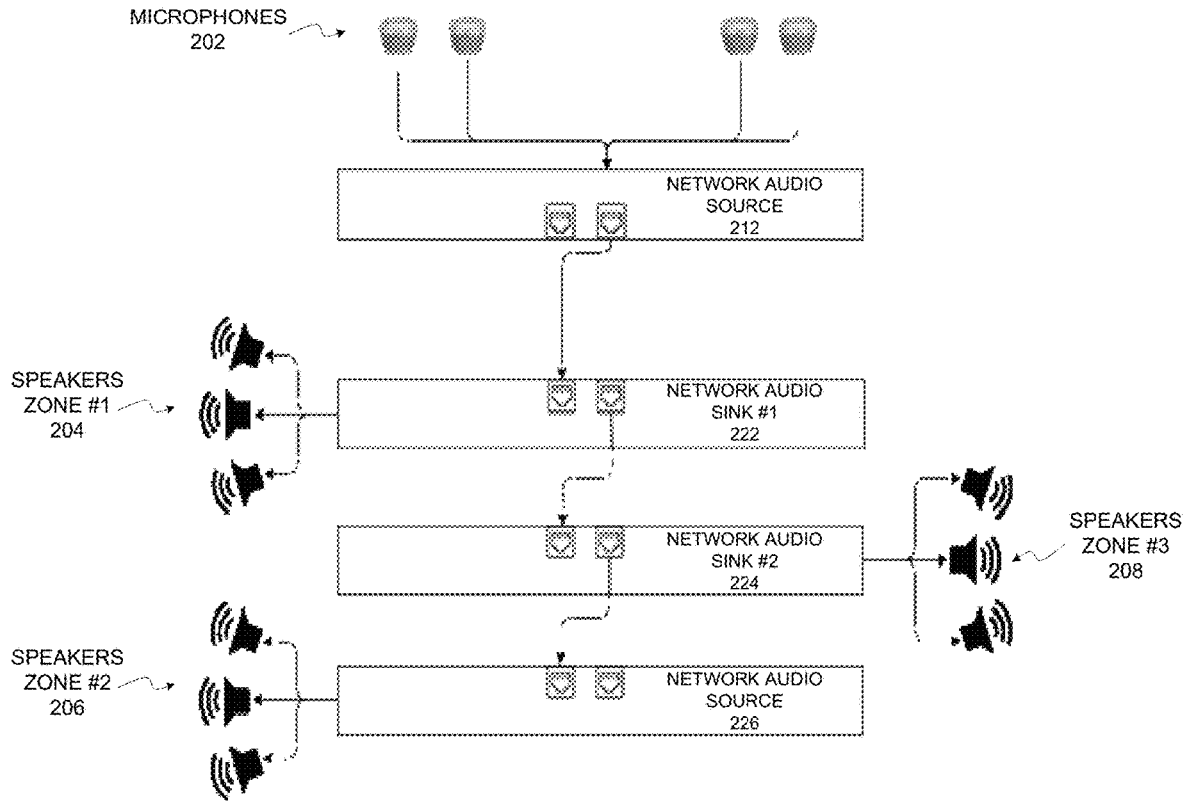 MICROPHONES
202
NETWORK AUDIO
SOURCE
212
SPEAKERS
ZONE #1
204
NETWORK AUDIO
SINK #1
222
NETWORK AUDIO
SINK #2
224
SPEAKERS
ZONE #3
208
SPEAKERS
ZONE #2
206
NETWORK AUDIO
SOURCE
226